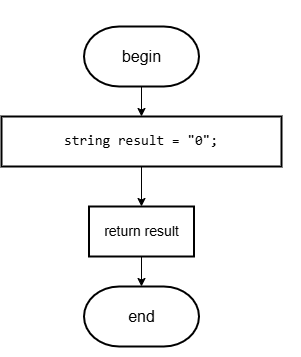 begin
string result = "0";
return result
end